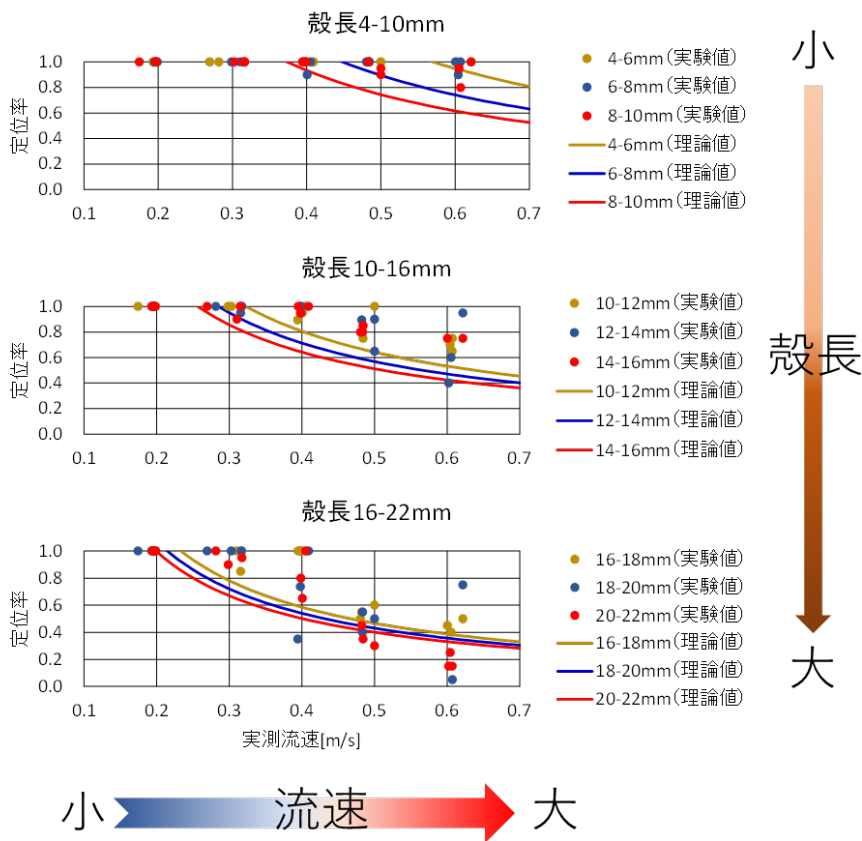 殻長4-10mm
1.0
0.8
0.6
0.4
0.2
0.0
定位率
0.1 0.2 0.3 0.4 0.5 0.6 0.7
4-6mm(実験値)
6-8mm(実験値)
8-10mm(実験値)
4-6mm(理論値)
6-8mm(理論値)
8-10mm(理論値)
殻長10-16mm
1.0
0.8
0.6
0.4
0.2
0.0
定位率
0.1 0.2 0.3 0.4 0.5 0.6 0.7
10-12mm(実験値)
12-14mm(実験値)
14-16mm(実験値)
10-12mm(理論値)
12-14mm(理論値)
14-16mm(理論値)
殻長16-22mm
1.0
0.8
0.6
0.4
0.2
0.0
定位率
0.1 0.2 0.3 0.4 0.5 0.6 0.7
実測流速[m/s]
16-18mm(実験値)
18-20mm(実験値)
20-22mm(実験値)
16-18mm(理論値)
18-20mm(理論値)
20-22mm(理論値)
小
殻長
大
小 流速 大